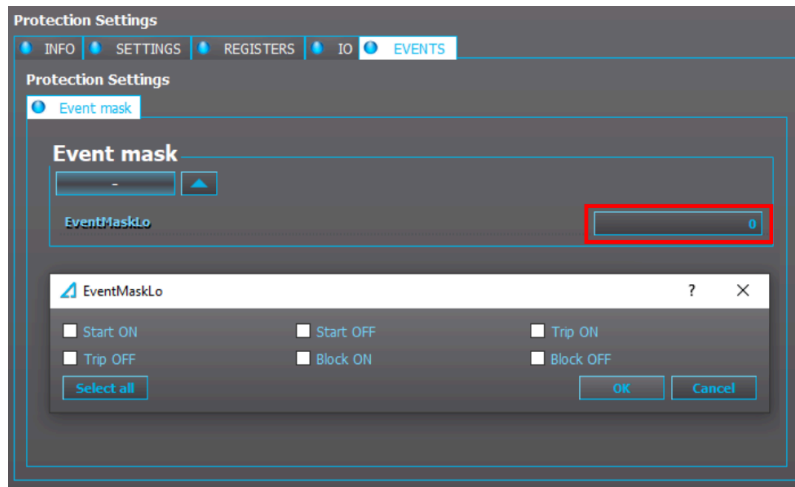 Protection Settings
INFO SETTINGS REGISTERS IO EVENTS
Protection Settings
Event mask
Event mask
-
EventMaskLo 0
EventMaskLo ? ×
Start ON Start OFF Trip ON
Trip OFF Block ON Block OFF
Select all OK Cancel